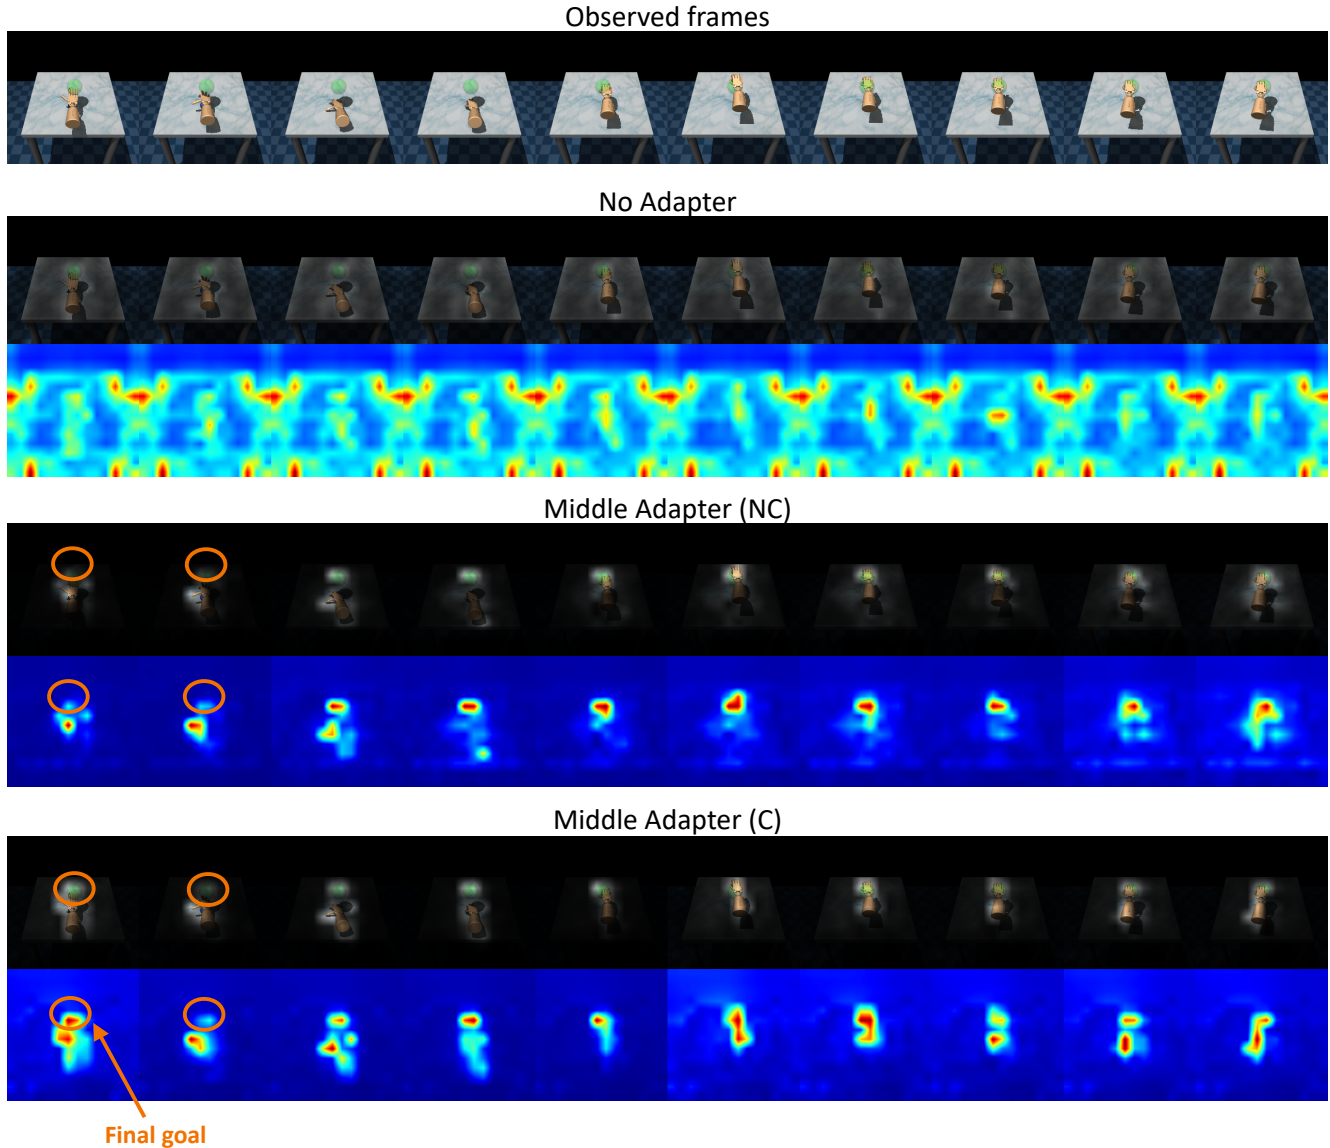 Observed frames
No Adapter
Middle Adapter (NC)
Middle Adapter (C)
Final goal